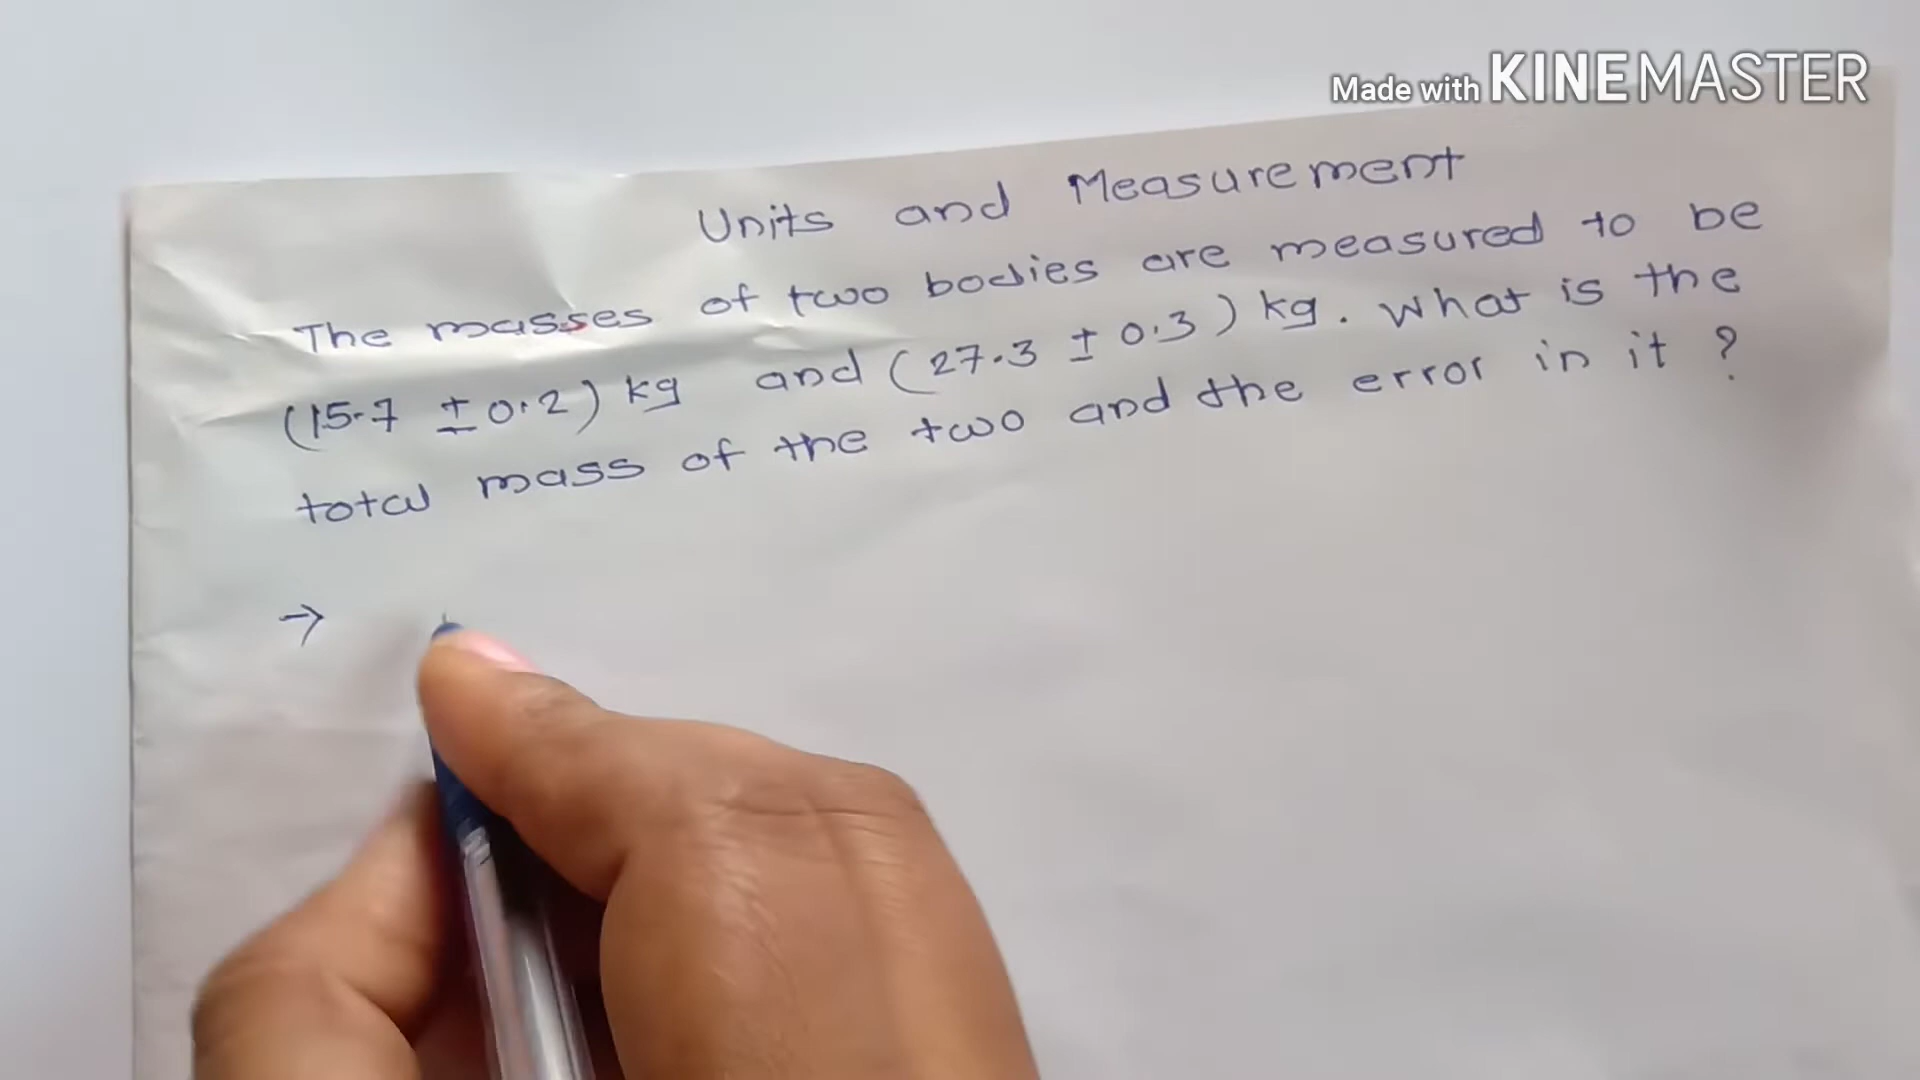 Made with KINEMASTER
Units and Measurement
The masses of two bodies are measured to be
(15.7 ± 0.2) kg and (27.3 ± 0.3) kg. What is the
total mass of the two and the error in it ?
→